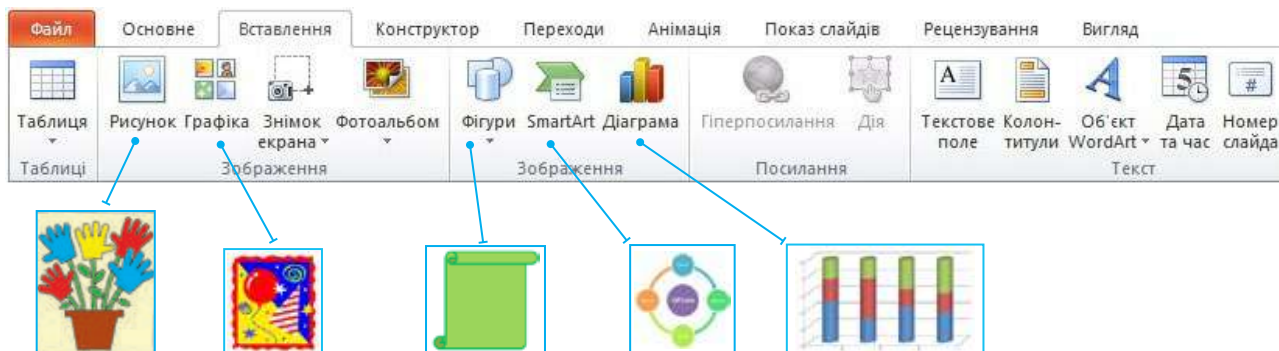 Файл Основне Вставлення Конструктор Переходи Анімація Показ слайдів Рецензування Вигляд
Таблиця Рисунок Графіка Знімок екрана Фотоальбом Фігури SmartArt Діаграма Гіперпосилання Дія Текстове поле Колон-титули Об'єкт WordArt Дата та час Номер слайда
Таблиці Зображення Зображення Посилання Текст